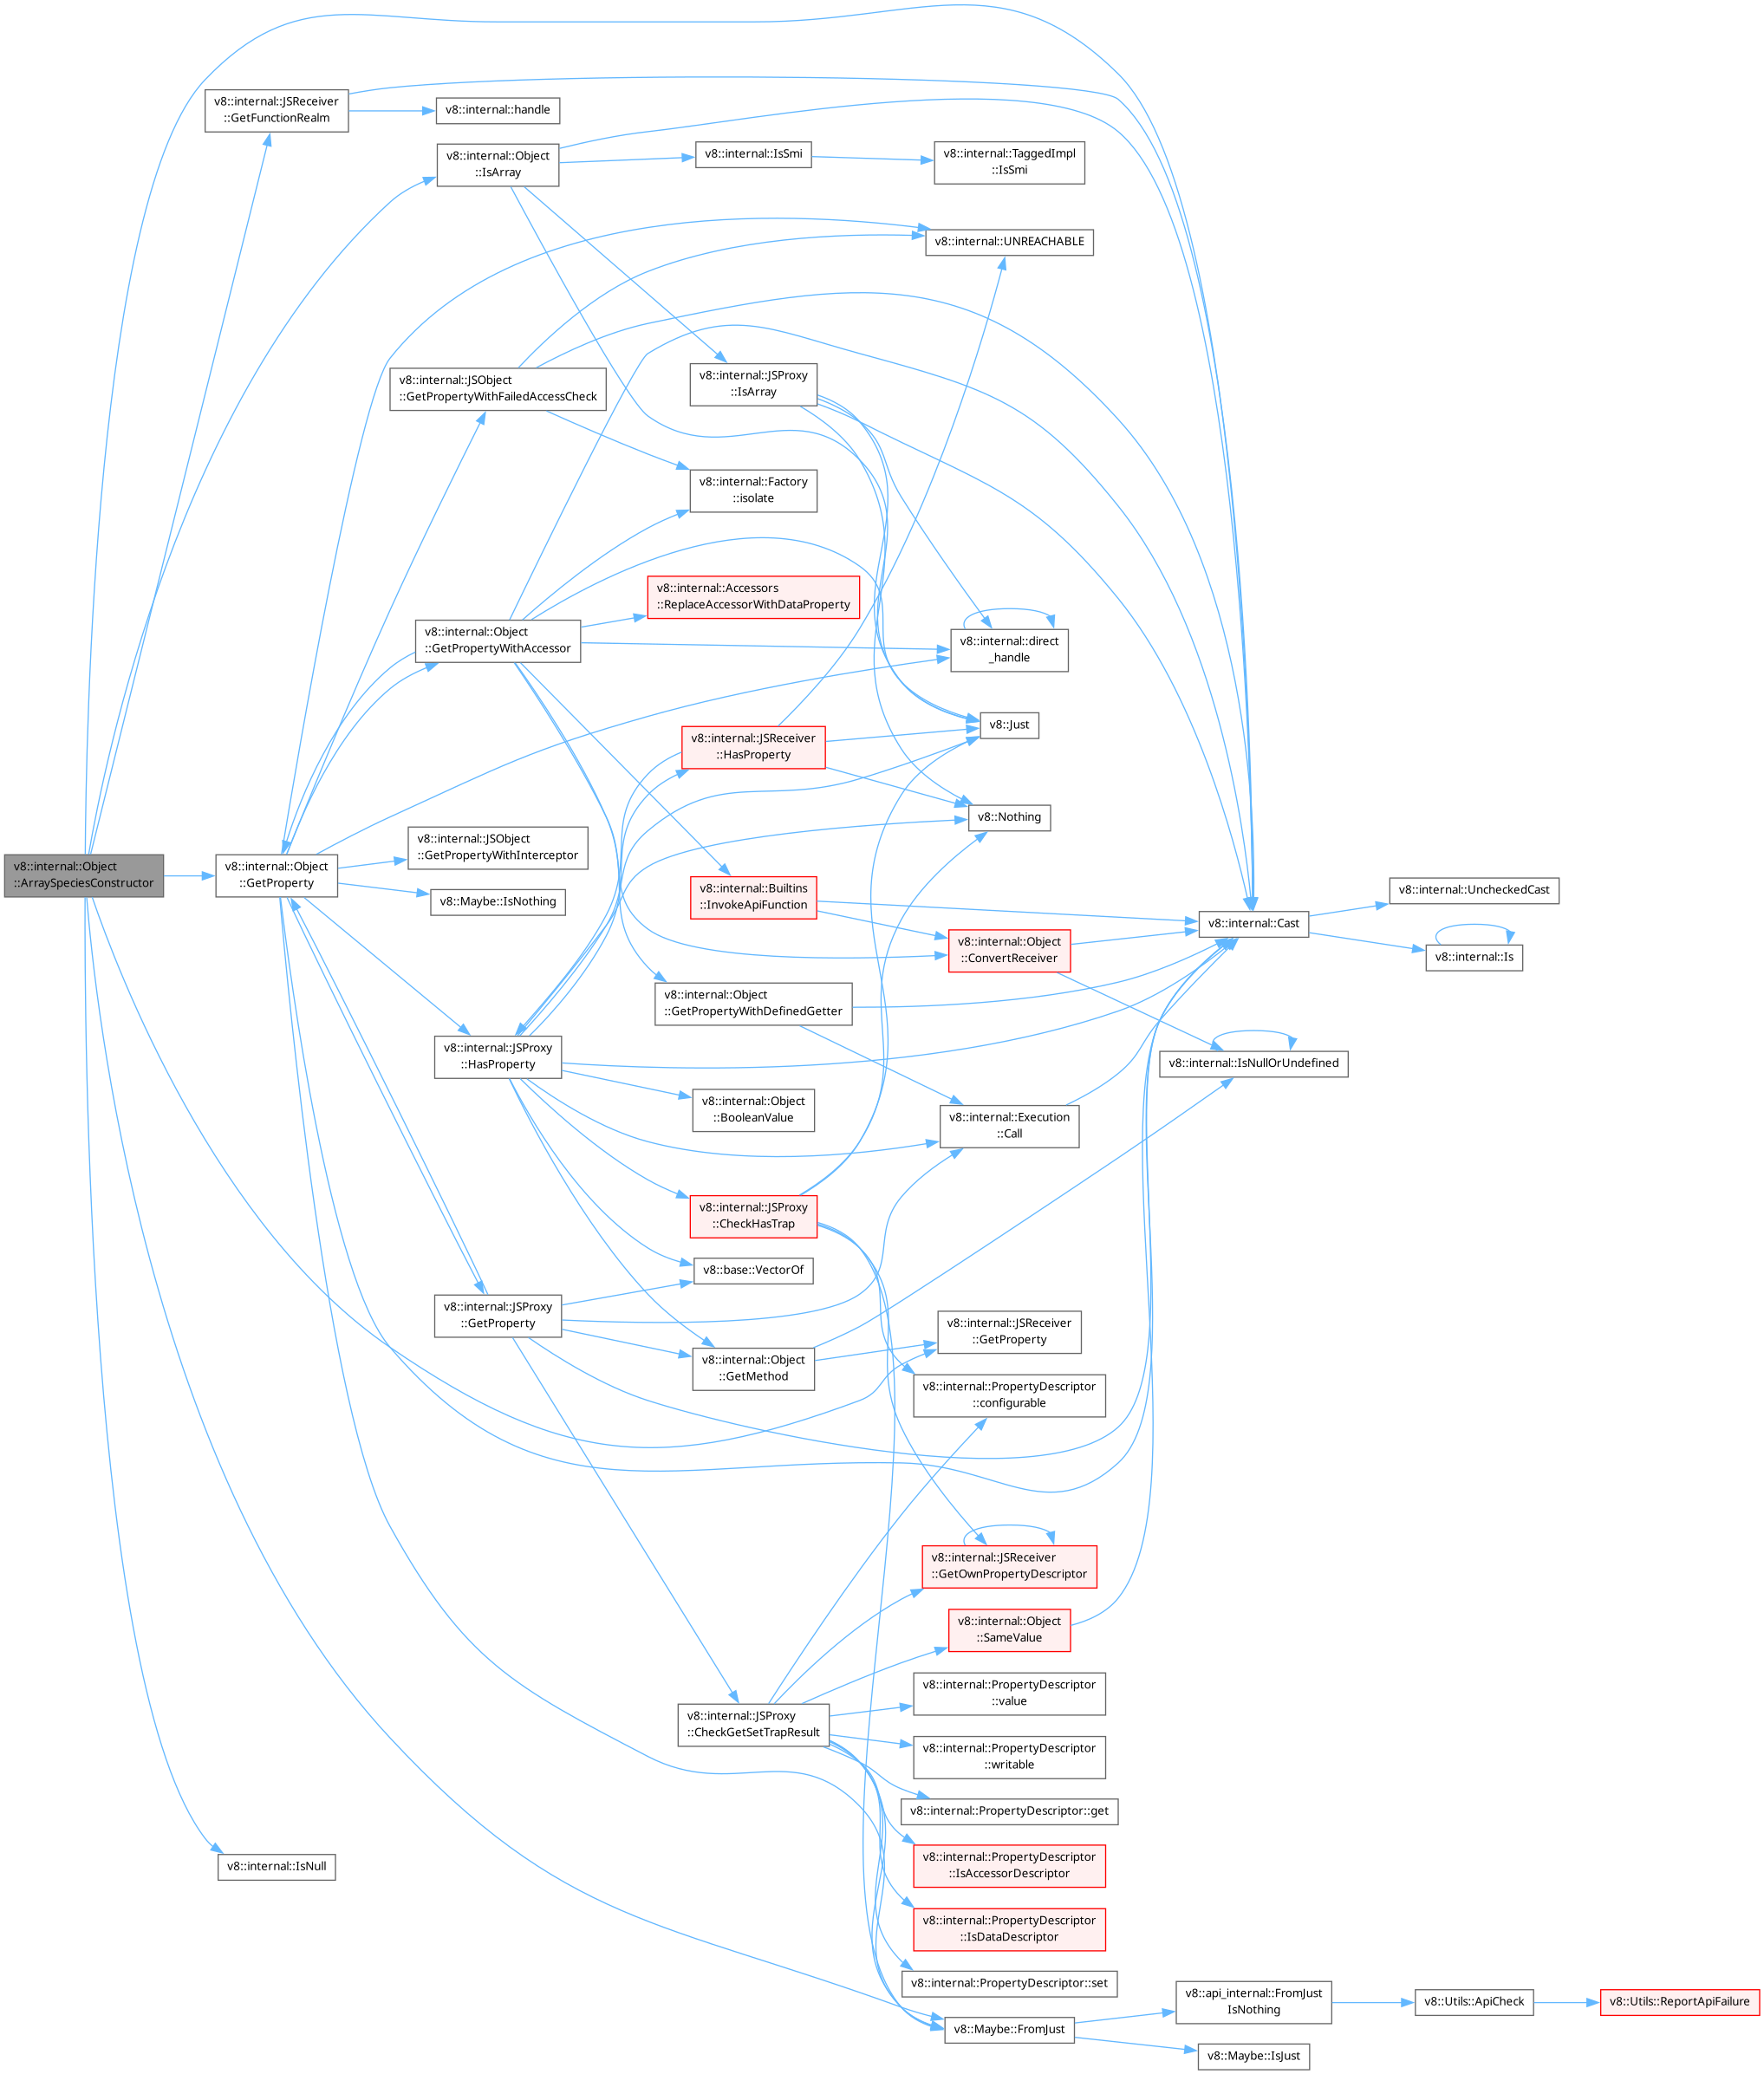 v8::internal::JSReceiver
::GetFunctionRealm
v8::internal::handle
v8::internal::Object
::IsArray
v8::internal::IsSmi
v8::internal::TaggedImpl
::IsSmi
v8::internal::UNREACHABLE
v8::internal::JSObject
::GetPropertyWithFailedAccessCheck
v8::internal::JSProxy
::IsArray
v8::internal::Factory
::isolate
v8::internal::Accessors
::ReplaceAccessorWithDataProperty
v8::internal::Object
::GetPropertyWithAccessor
v8::internal::direct
_handle
v8::internal::JSReceiver
::HasProperty
v8::Just
v8::Nothing
v8::internal::Object
::ArraySpeciesConstructor
v8::internal::Object
::GetProperty
v8::internal::JSObject
::GetPropertyWithInterceptor
v8::Maybe::IsNothing
v8::internal::Builtins
::InvokeApiFunction
v8::internal::Object
::ConvertReceiver
v8::internal::Cast
v8::internal::UncheckedCast
v8::internal::Is
v8::internal::Object
::GetPropertyWithDefinedGetter
v8::internal::JSProxy
::HasProperty
v8::internal::IsNullOrUndefined
v8::internal::Object
::BooleanValue
v8::internal::Execution
::Call
v8::internal::JSProxy
::CheckHasTrap
v8::base::VectorOf
v8::internal::JSProxy
::GetProperty
v8::internal::Object
::GetMethod
v8::internal::JSReceiver
::GetProperty
v8::internal::PropertyDescriptor
::configurable
v8::internal::JSReceiver
::GetOwnPropertyDescriptor
v8::internal::Object
::SameValue
v8::internal::JSProxy
::CheckGetSetTrapResult
v8::internal::PropertyDescriptor
::value
v8::internal::PropertyDescriptor
::writable
v8::internal::PropertyDescriptor::get
v8::internal::PropertyDescriptor
::IsAccessorDescriptor
v8::internal::IsNull
v8::internal::PropertyDescriptor
::IsDataDescriptor
v8::internal::PropertyDescriptor::set
v8::Maybe::FromJust
v8::api_internal::FromJust
IsNothing
v8::Utils::ApiCheck
v8::Utils::ReportApiFailure
v8::Maybe::IsJust